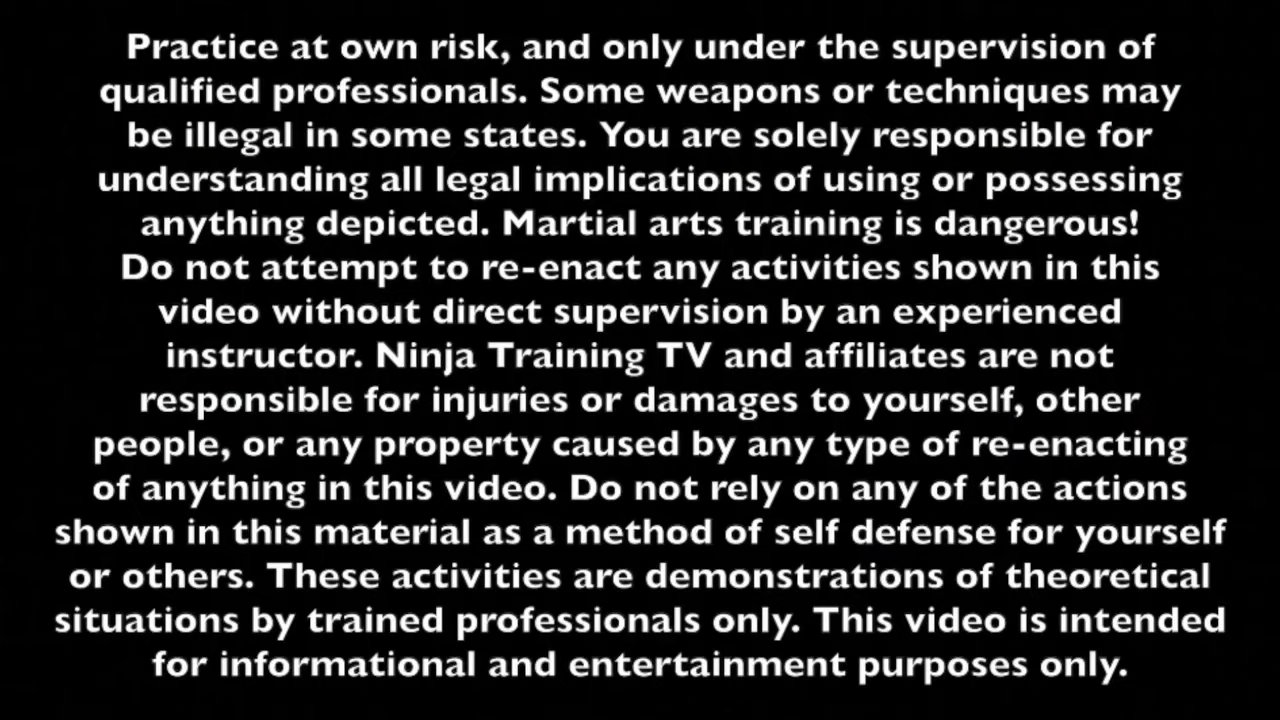 Practice at own risk, and only under the supervision of
qualified professionals. Some weapons or techniques may
be illegal in some states. You are solely responsible for
understanding all legal implications of using or possessing
anything depicted. Martial arts training is dangerous!
Do not attempt to re-enact any activities shown in this
video without direct supervision by an experienced
instructor. Ninja Training TV and affiliates are not
responsible for injuries or damages to yourself, other
people, or any property caused by any type of re-enacting
of anything in this video. Do not rely on any of the actions
shown in this material as a method of self defense for yourself
or others. These activities are demonstrations of theoretical
situations by trained professionals only. This video is intended
for informational and entertainment purposes only.